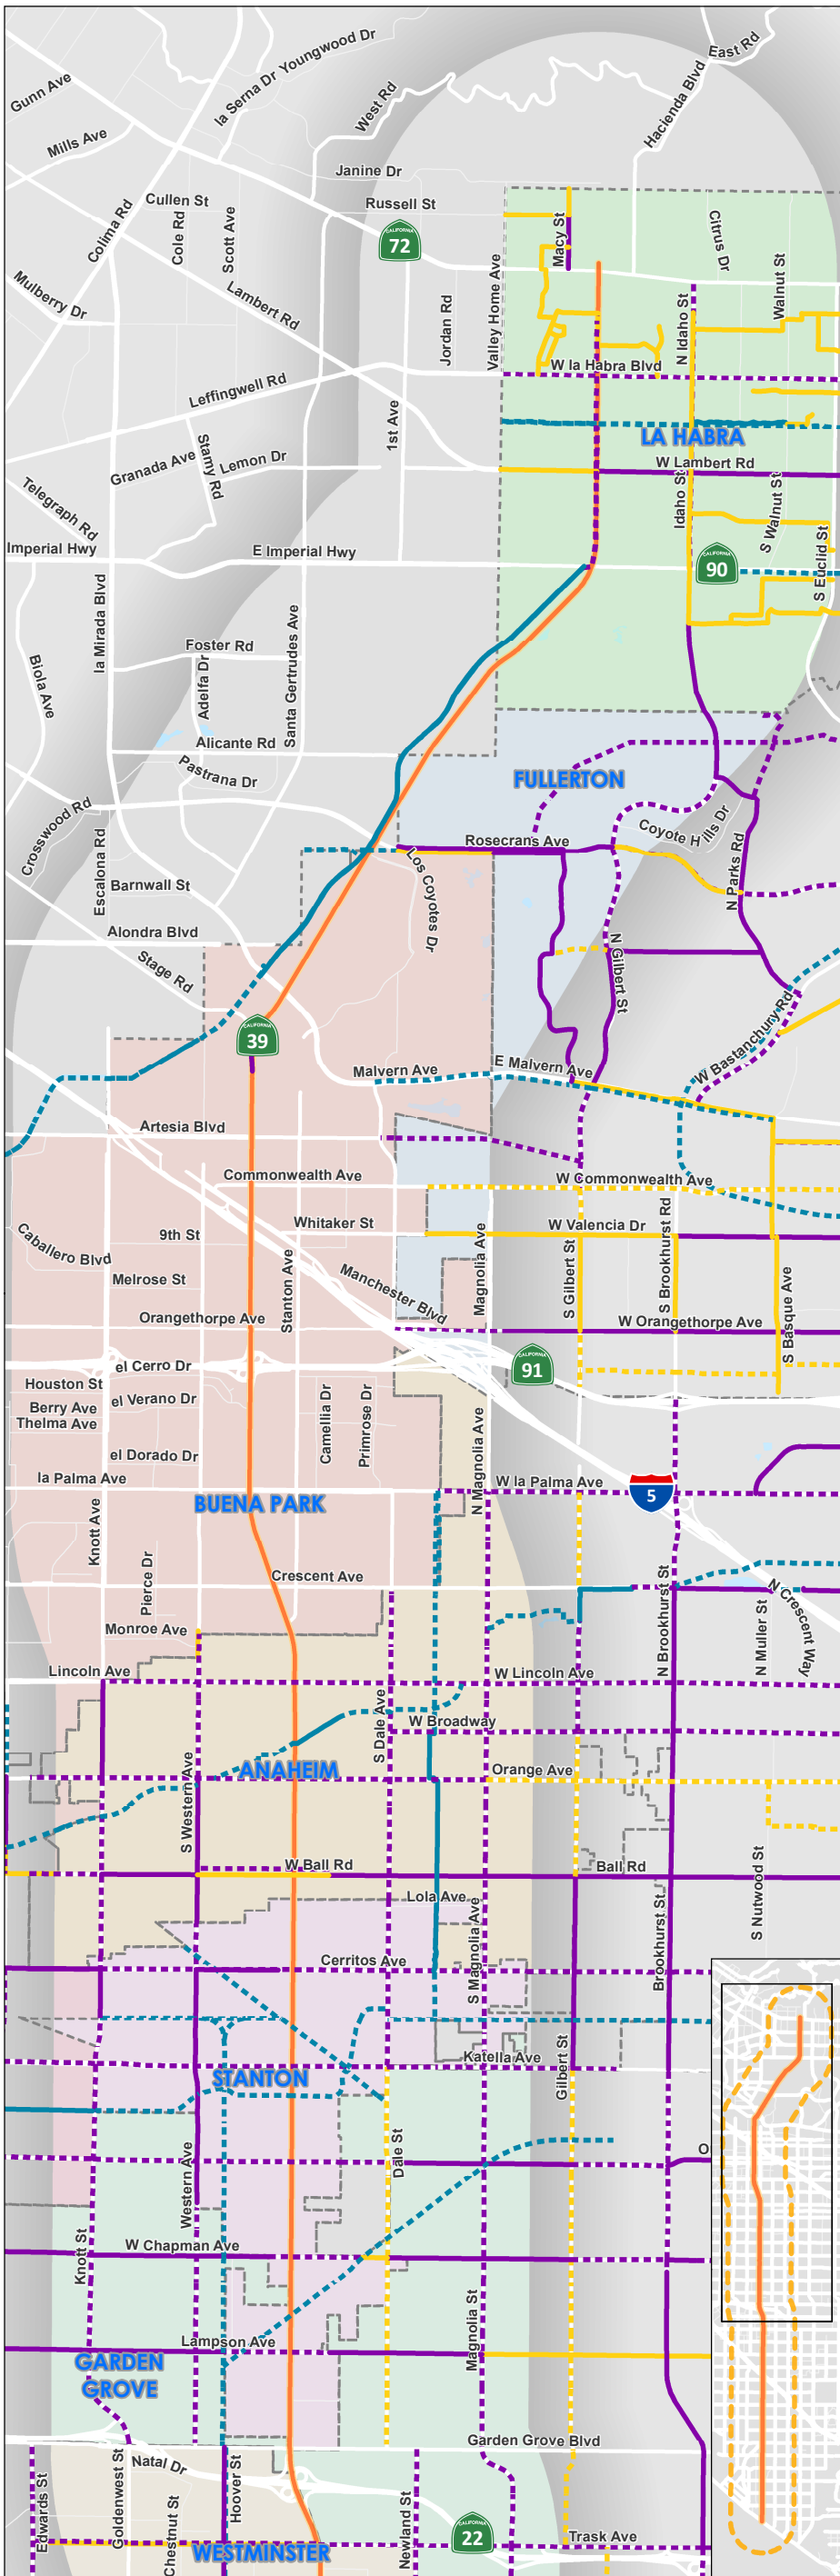 East Rd
Youngwood Dr
la Serna Dr
Gunn Ave
West Rd
Hacienda Blvd
Mills Ave
Janine Dr
Cullen St
Russell St
Colima Rd
Cole Rd
Scott Ave
CALIFORNIA
72
Macy St
Citrus Dr
Mulberry Dr
Lambert Rd
Jordan Rd
Valley Home Ave
N Idaho St
Walnut St
W la Habra Blvd
Leffingwell Rd
1st Ave
LA HABRA
Granada Ave
Stamy Rd
Lemon Dr
W Lambert Rd
Telegraph Rd
Idaho St
S Walnut St
Imperial Hwy
E Imperial Hwy
CALIFORNIA
90
S Euclid St
la Mirada Blvd
Biola Ave
Foster Rd
Adelfa Dr
Santa Gertrudes Ave
Alicante Rd
Pastrana Dr
FULLERTON
Crosswood Rd
Rosecrans Ave
Coyote H
ills Dr
Escalona Rd
Barnwall St
Los Coyotes Dr
N Parks Rd
Alondra Blvd
Stage Rd
N Gilbert St
CALIFORNIA
39
W Bastanchury Rd
Malvern Ave
E Malvern Ave
Artesia Blvd
Commonwealth Ave
W Commonwealth Ave
Caballero Blvd
9th St
Whitaker St
W Valencia Dr
Melrose St
Stanton Ave
Manchester Blvd
Magnolia Ave
S Gilbert St
S Brookhurst Rd
Orangethorpe Ave
W Orangethorpe Ave
S Basque Ave
el Cerro Dr
CALIFORNIA
91
Houston St
Berry Ave
el Verano Dr
Thelma Ave
Camellia Dr
Primrose Dr
el Dorado Dr
N Magnolia Ave
la Palma Ave
W la Palma Ave
5
BUENA PARK
Knott Ave
Pierce Dr
Crescent Ave
N Brookhurst St
N Muller St
N Crescent Way
Monroe Ave
Lincoln Ave
W Lincoln Ave
S Dale Ave
W Broadway
S Western Ave
ANAHEIM
Orange Ave
W Ball Rd
Ball Rd
Lola Ave
S Nutwood St
S Magnolia Ave
Brookhurst St
Cerritos Ave
Katella Ave
Gilbert St
STANTON
Western Ave
Dale St
O
Knott St
W Chapman Ave
Lampson Ave
Magnolia St
GARDEN
GROVE
Garden Grove Blvd
Edwards St
Goldenwest St
Natal Dr
Chestnut St
Hoover St
Newland St
CALIFORNIA
22
Trask Ave
WESTMINSTER